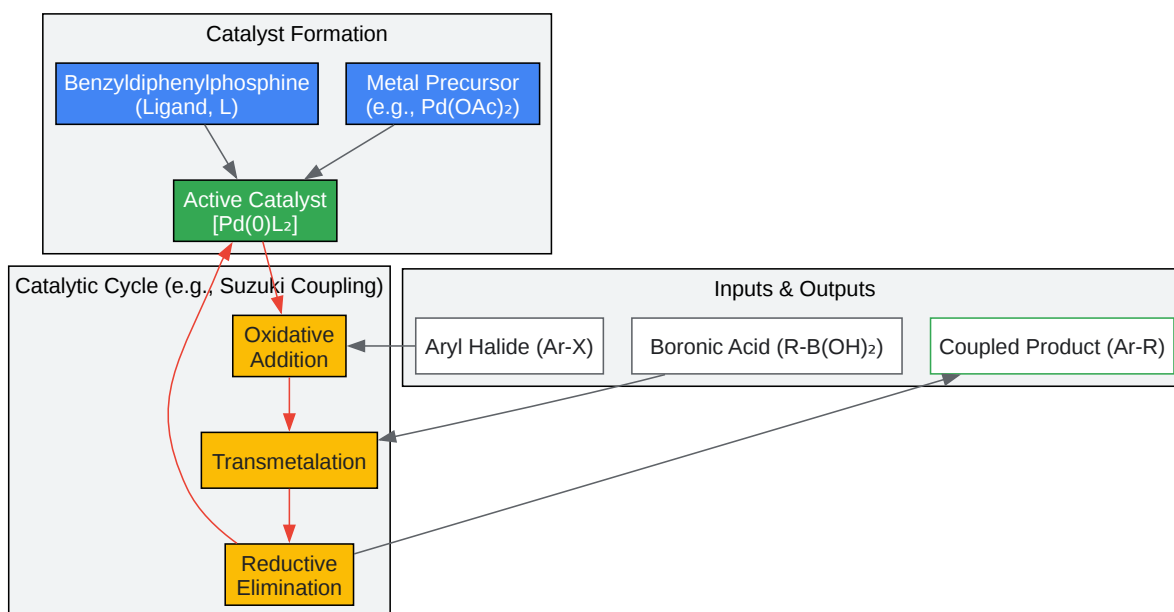 Catalyst Formation
Benzyldiphenylphosphine
(Ligand, L)
Metal Precursor
(e.g., Pd(OAc)₂)
Active Catalyst
[Pd(0)L₂]
Catalytic Cycle (e.g., Suzuki Coupling)
Oxidative
Addition
Transmetalation
Reductive
Elimination
Inputs & Outputs
Aryl Halide (Ar-X)
Boronic Acid (R-B(OH)₂)
Coupled Product (Ar-R)